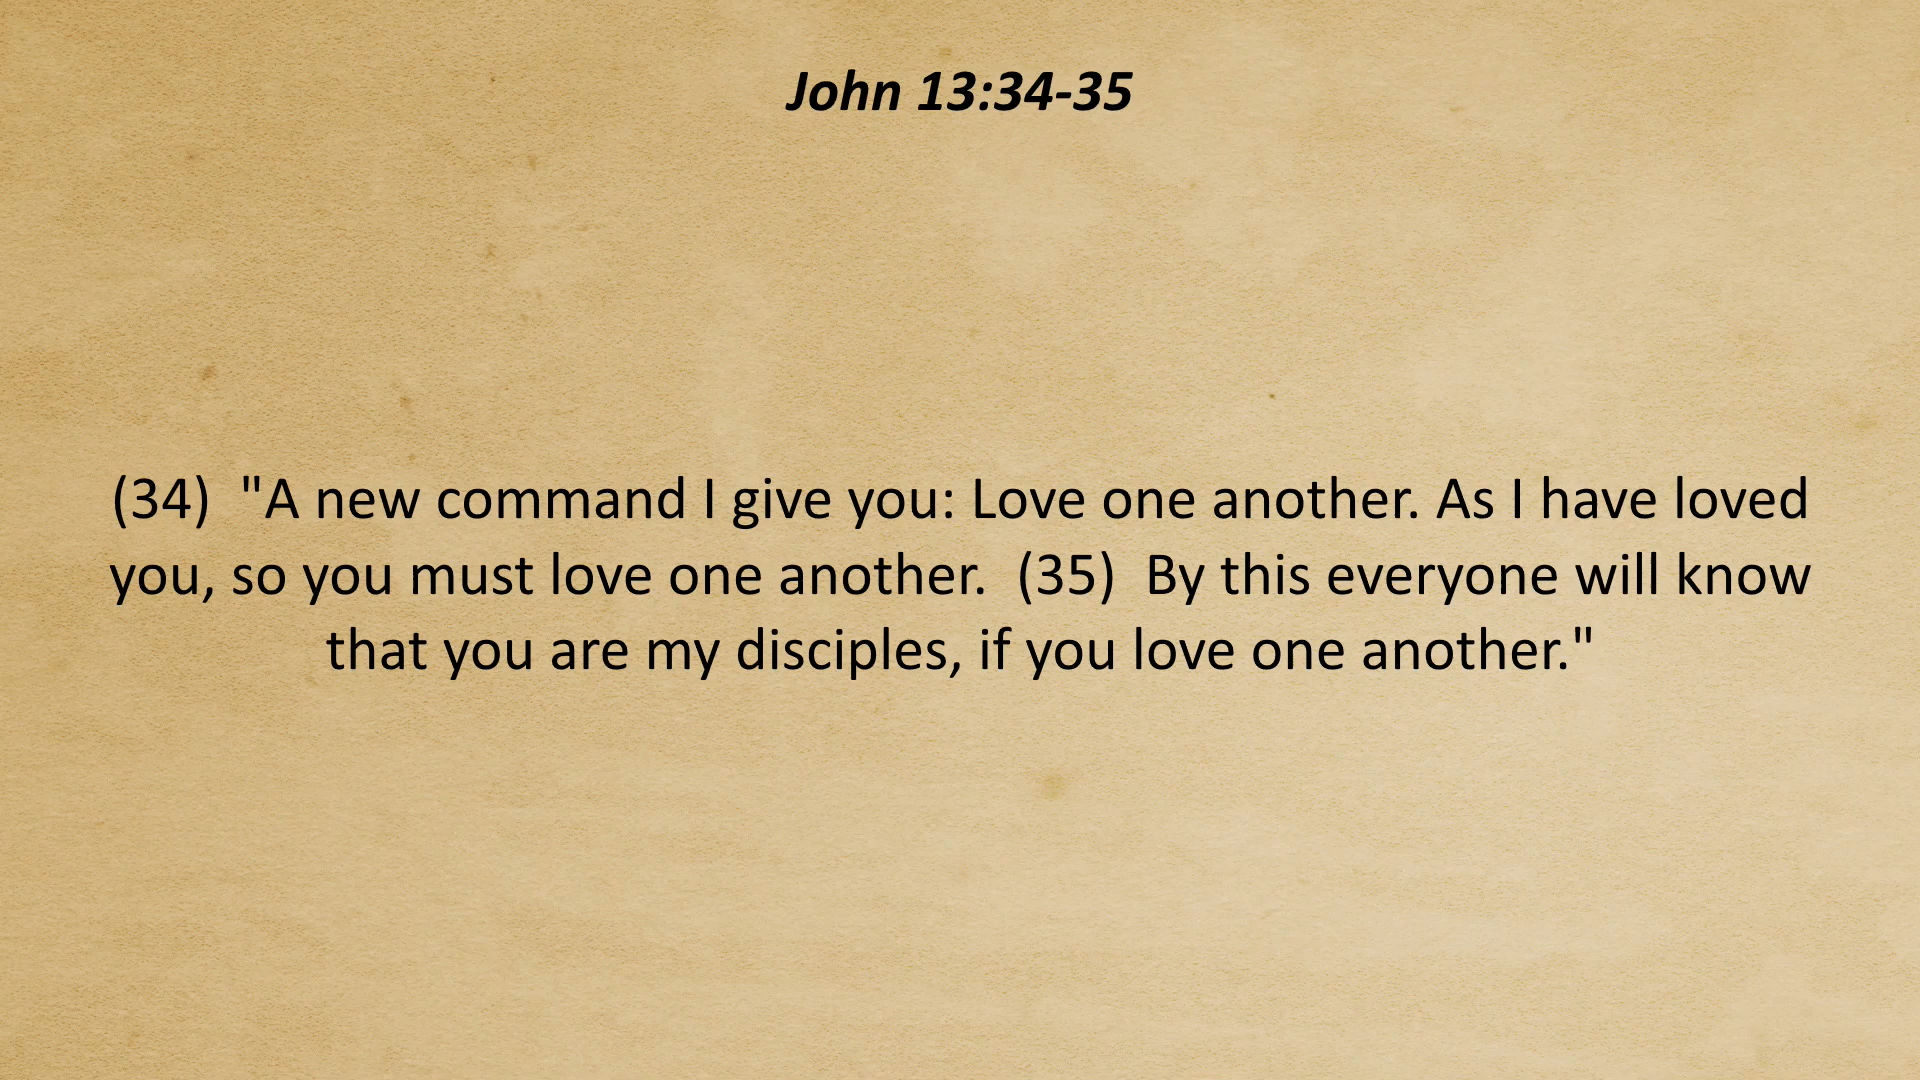 John 13:34-35
(34)  "A new command I give you: Love one another. As I have loved
you, so you must love one another.  (35)  By this everyone will know
that you are my disciples, if you love one another."